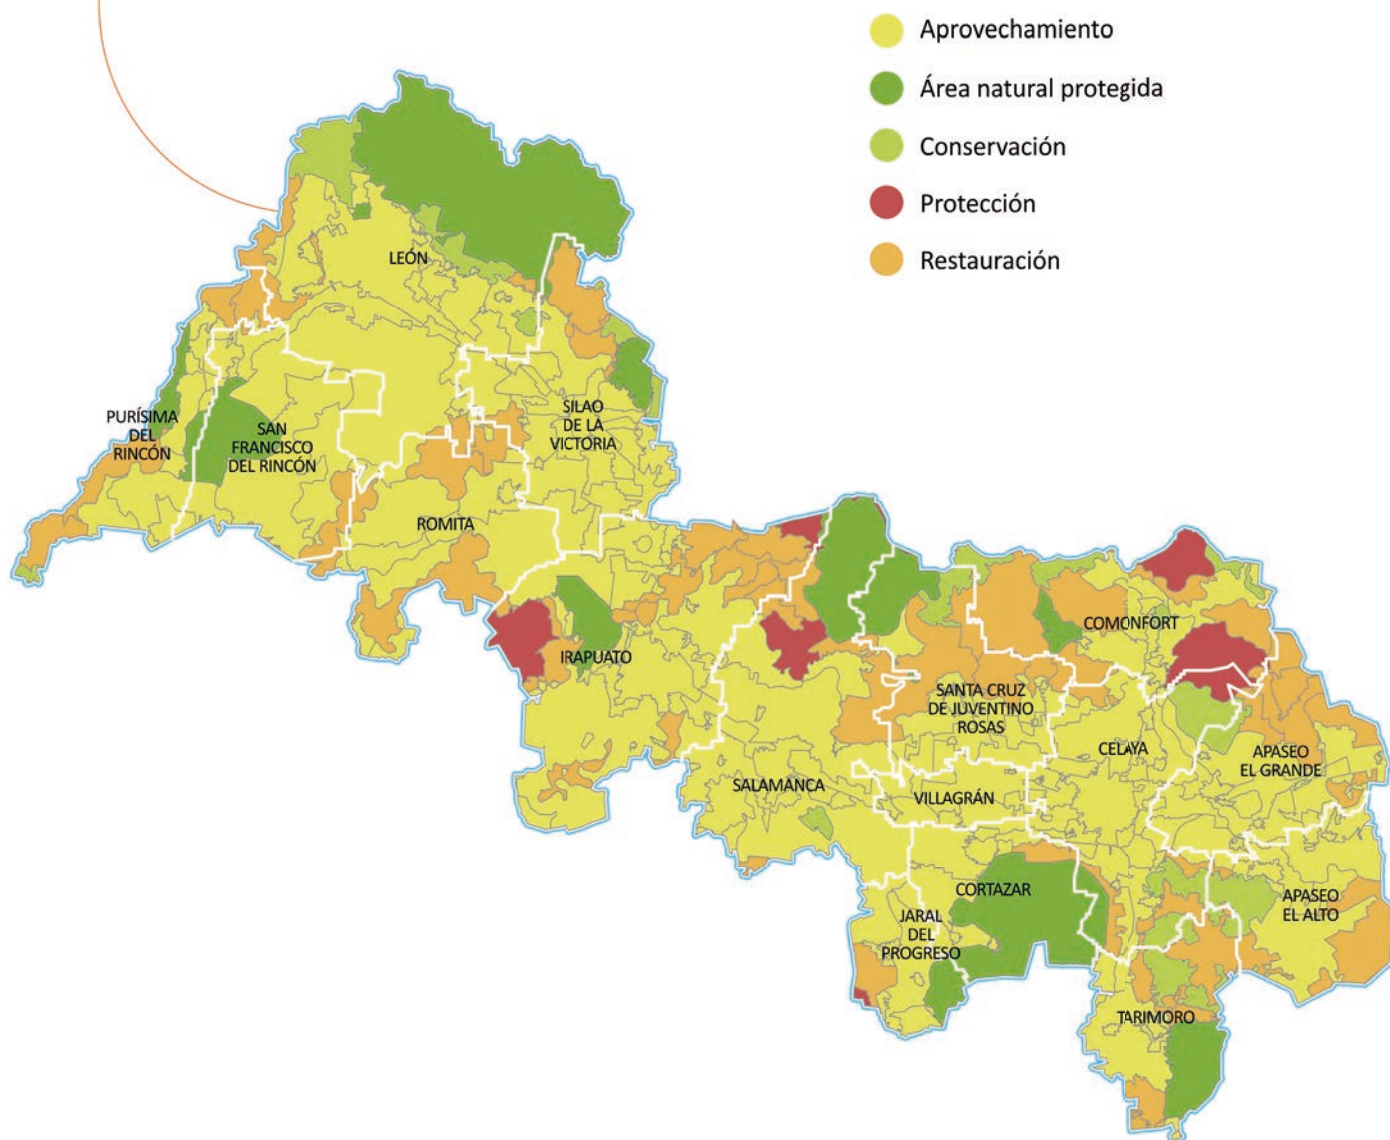 Aprovechamiento
Área natural protegida
Conservación
Protección
Restauración
LEÓN
PURÍSIMA
DEL
RINCÓN
SAN
FRANCISCO
DEL RINCÓN
SILAO
DE LA
VICTORIA
ROMITA
IRAPUATO
COMONFORT
SANTA CRUZ
DE JUVENTINO
ROSAS
CELAYA
APASEO
EL GRANDE
SALAMANCA
VILLAGRÁN
CORTAZAR
JARAL
DEL
PROGRESO
APASEO
EL ALTO
TARIMORO